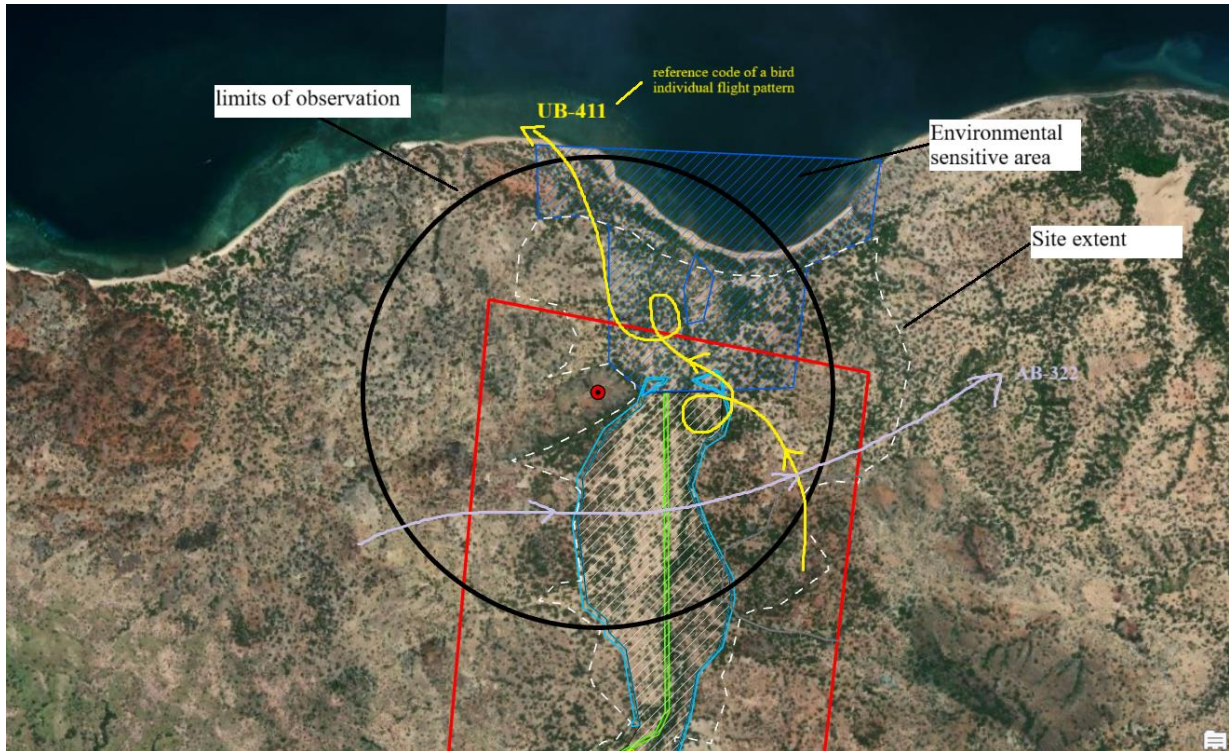 reference code of a bird
individual flight pattern
limits of observation
UB-411
Environmental
sensitive area
Site extent
AB-322